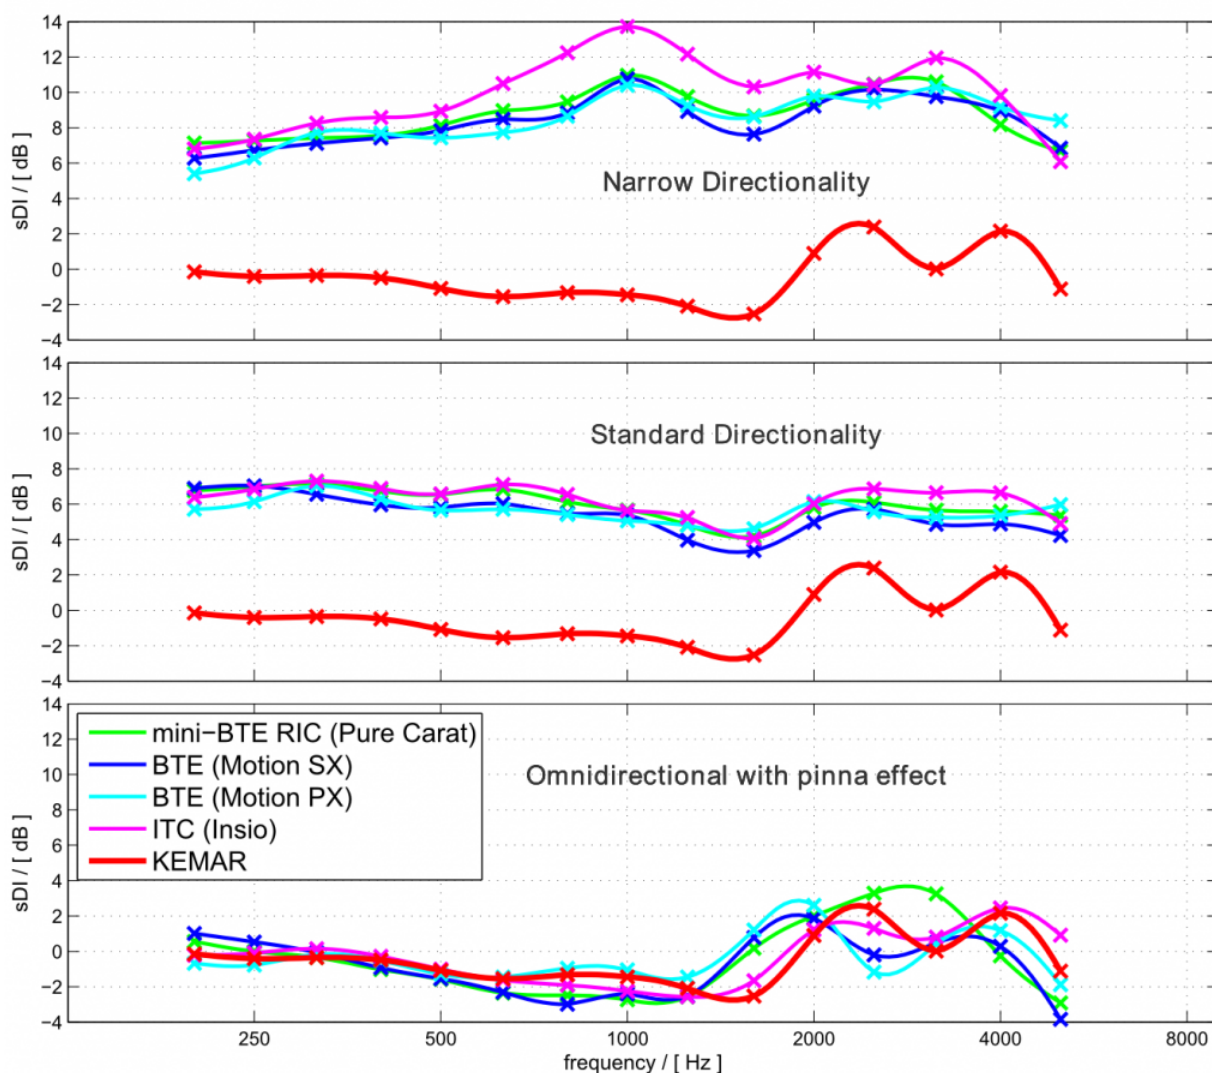 14
12
10
8
6
4
2
0
−2
−4
sDI / [ dB ]
Narrow Directionality
14
12
10
8
6
4
2
0
−2
−4
sDI / [ dB ]
Standard Directionality
14
12
10
8
6
4
2
0
−2
−4
sDI / [ dB ]
mini−BTE RIC (Pure Carat)
BTE (Motion SX)
BTE (Motion PX)
ITC (Insio)
KEMAR
Omnidirectional with pinna effect
250 500 1000 2000 4000 8000
frequency / [ Hz ]